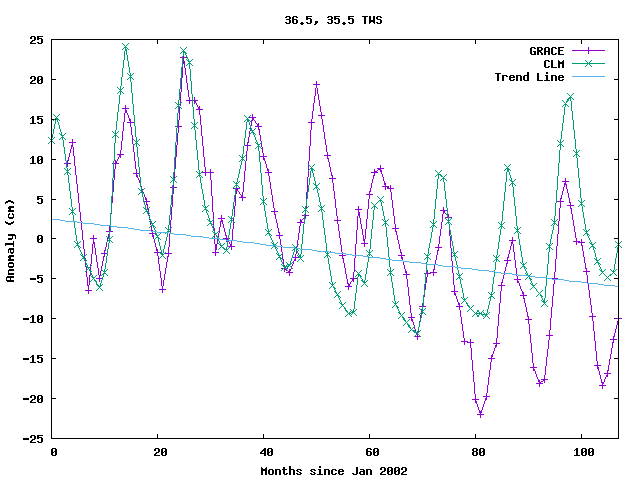 36.5, 35.5 TWS
GRACE
CLM
Trend Line
25
20
15
10
5
0
-5
-10
-15
-20
-25
Anomaly (cm)
0 20 40 60 80 100
Months since Jan 2002